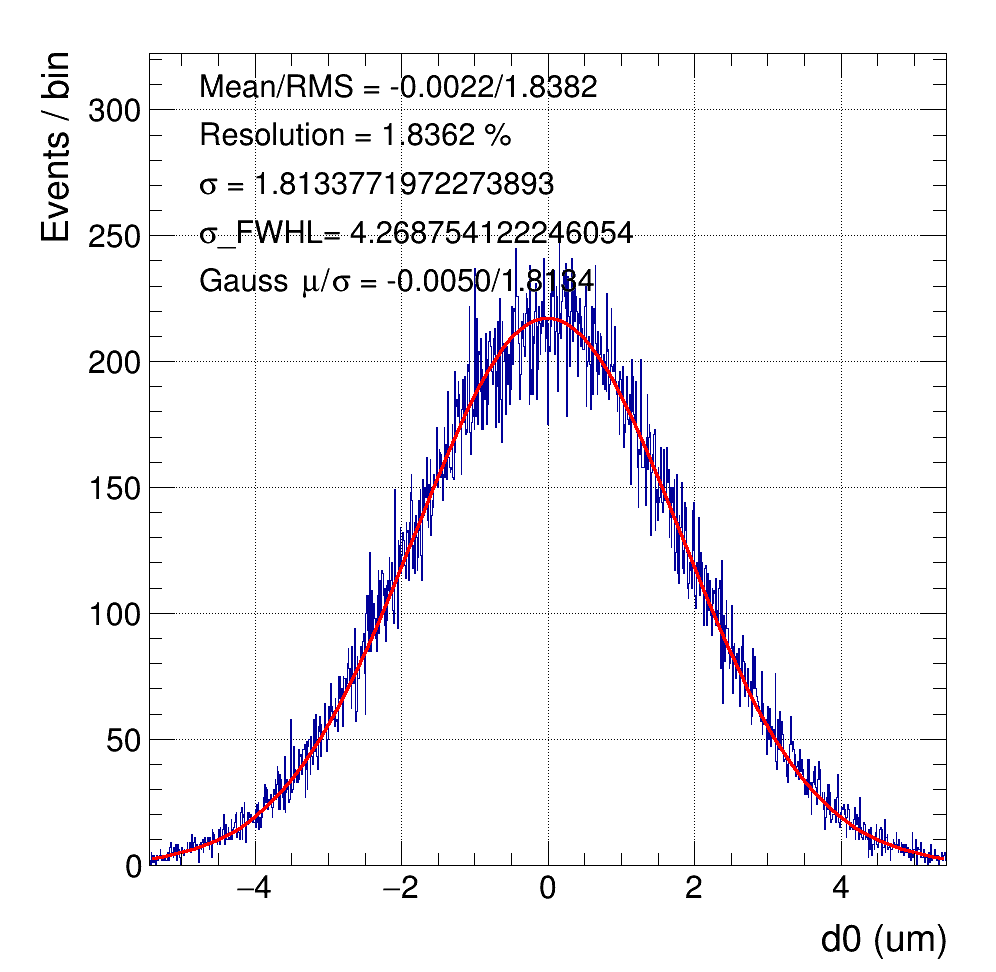 Events / bin
Mean/RMS = -0.0022/1.8382
Resolution = 1.8362 %
σ = 1.8133771972273893
σ_FWHL= 4.268754122246054
Gauss μ/σ = -0.0050/1.8134
300
250
200
150
100
50
0
−4 −2 0 2 4
d0 (um)